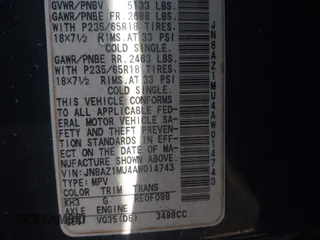 GVWR/PNBV 5133 LBS.
GAWR/PNBE FR. 2688 LBS.
WITH P235/65R18 TIRES.
18X7½ RIMS.AT 33 PSI
COLD SINGLE.
GAWR/PNBE RR. 2463 LBS.
WITH P235/65R18 TIRES.
18X7½ RIMS.AT 33 PSI
COLD SINGLE.
THIS VEHICLE CONFORMS
TO ALL APPLICABLE FED-
ERAL MOTOR VEHICLE SA-
FETY AND THEFT PREVEN-
TION STANDARDS IN EFF-
ECT ON THE DATE OF MA-
NUFACTURE SHOWN ABOVE.
VIN:JN8AZ1MU4AW014743
TYPE: MPV
COLOR TRIM TRANS
KH3 G RE0F09B
AXLE ENGINE
VQ35(DE) 3498CC
JN8AZ1MU4AW014743